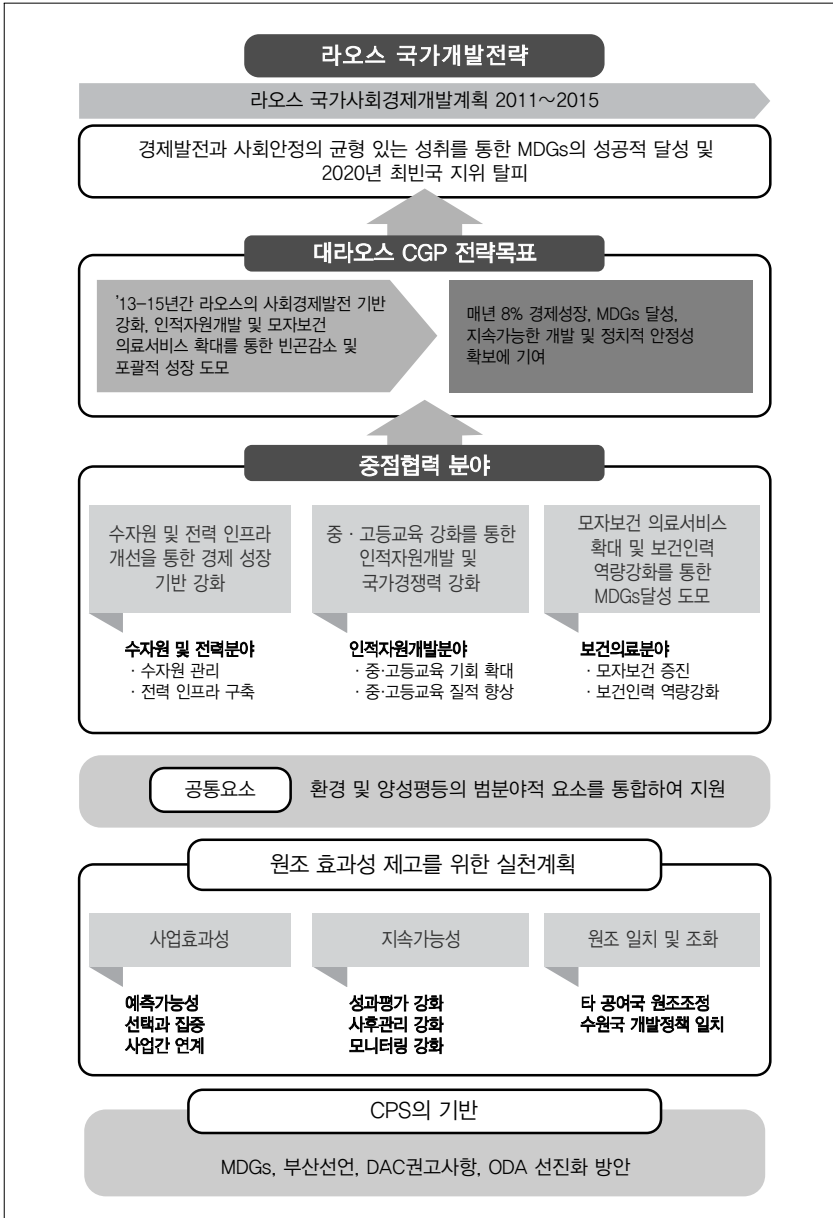 라오스 국가개발전략
라오스 국가사회경제개발계획 2011～2015
경제발전과 사회안정의 균형 있는 성취를 통한 MDGs의 성공적 달성 및
2020년 최빈국 지위 탈피
대라오스 CGP 전략목표
’13-15년간 라오스의 사회경제발전 기반
강화, 인적자원개발 및 모자보건
의료서비스 확대를 통한 빈곤감소 및
포괄적 성장 도모
매년 8% 경제성장, MDGs 달성,
지속가능한 개발 및 정치적 안정성
확보에 기여
중점협력 분야
수자원 및 전력 인프라
개선을 통한 경제 성장
기반 강화
수자원 및 전력분야
· 수자원 관리
· 전력 인프라 구축
중 · 고등교육 강화를 통한
인적자원개발 및
국가경쟁력 강화
인적자원개발분야
· 중·고등교육 기회 확대
· 중·고등교육 질적 향상
모자보건 의료서비스
확대 및 보건인력
역량강화를 통한
MDGs달성 도모
보건의료분야
· 모자보건 증진
· 보건인력 역량강화
공통요소
환경 및 양성평등의 범분야적 요소를 통합하여 지원
원조 효과성 제고를 위한 실천계획
사업효과성
예측가능성
선택과 집중
사업간 연계
지속가능성
성과평가 강화
사후관리 강화
모니터링 강화
원조 일치 및 조화
타 공여국 원조조정
수원국 개발정책 일치
CPS의 기반
MDGs, 부산선언, DAC권고사항, ODA 선진화 방안